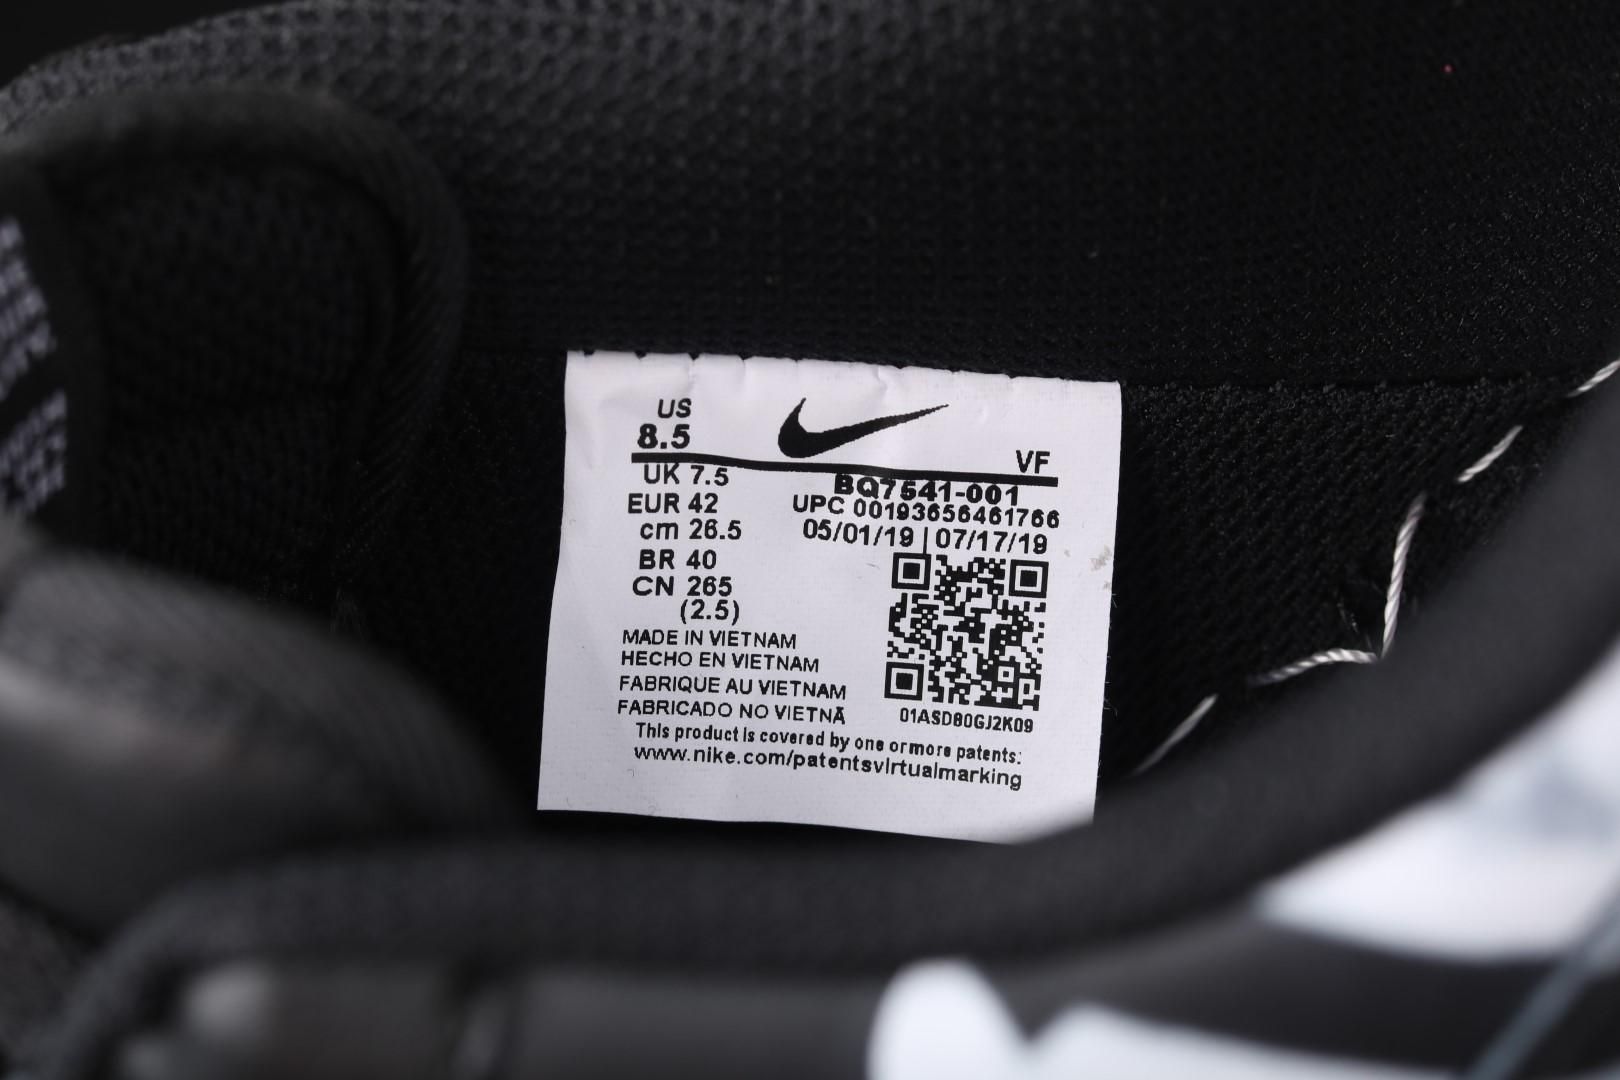 US
8.5
VF
UK 7.5
BQ7541-001
EUR 42
UPC 00193656461766
cm 26.5
05/01/19 | 07/17/19
BR 40
CN 265
(2.5)
MADE IN VIETNAM
HECHO EN VIETNAM
FABRIQUE AU VIETNAM
FABRICADO NO VIETNÃ
01ASD80GJ2K09
This product is covered by one or more patents:
www.nike.com/patentsvirtualmarking